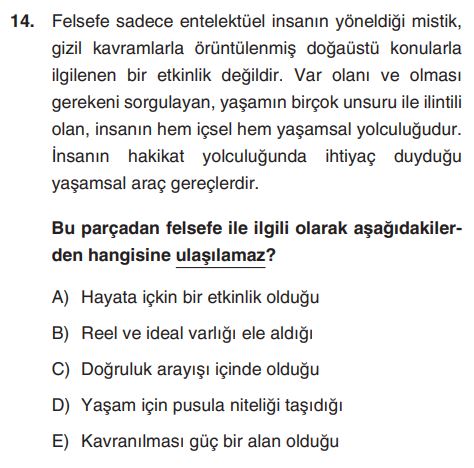 14. Felsefe sadece entelektüel insanın yöneldiği mistik,
gizil kavramlarla örüntülenmiş doğaüstü konularla
ilgilenen bir etkinlik değildir. Var olanı ve olması
gerekeni sorgulayan, yaşamın birçok unsuru ile ilintili
olan, insanın hem içsel hem yaşamsal yolculuğudur.
İnsanın hakikat yolculuğunda ihtiyaç duyduğu
yaşamsal araç gereçlerdir.
Bu parçadan felsefe ile ilgili olarak aşağıdakiler-
den hangisine ulaşılamaz?
A) Hayata içkin bir etkinlik olduğu
B) Reel ve ideal varlığı ele aldığı
C) Doğruluk arayışı içinde olduğu
D) Yaşam için pusula niteliği taşıdığı
E) Kavranılması güç bir alan olduğu